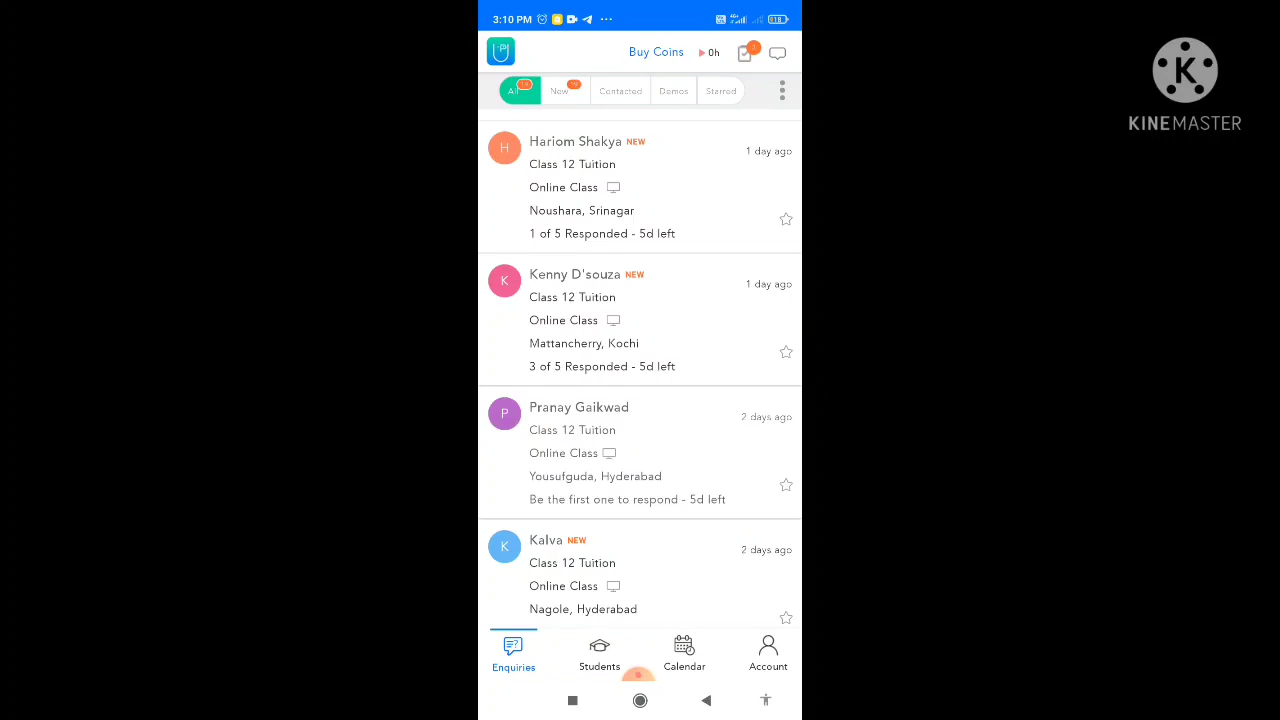 3:10 PM
Buy Coins
0h
All
New
Contacted
Demos
Starred
Hariom Shakya NEW
1 day ago
Class 12 Tuition
Online Class
Noushara, Srinagar
1 of 5 Responded - 5d left
Kenny D'souza NEW
1 day ago
Class 12 Tuition
Online Class
Mattancherry, Kochi
3 of 5 Responded - 5d left
Pranay Gaikwad
2 days ago
Class 12 Tuition
Online Class
Yousufguda, Hyderabad
Be the first one to respond - 5d left
Kalva NEW
2 days ago
Class 12 Tuition
Online Class
Nagole, Hyderabad
Enquiries
Students
Calendar
Account
K
KINEMASTER
H
K
P
K